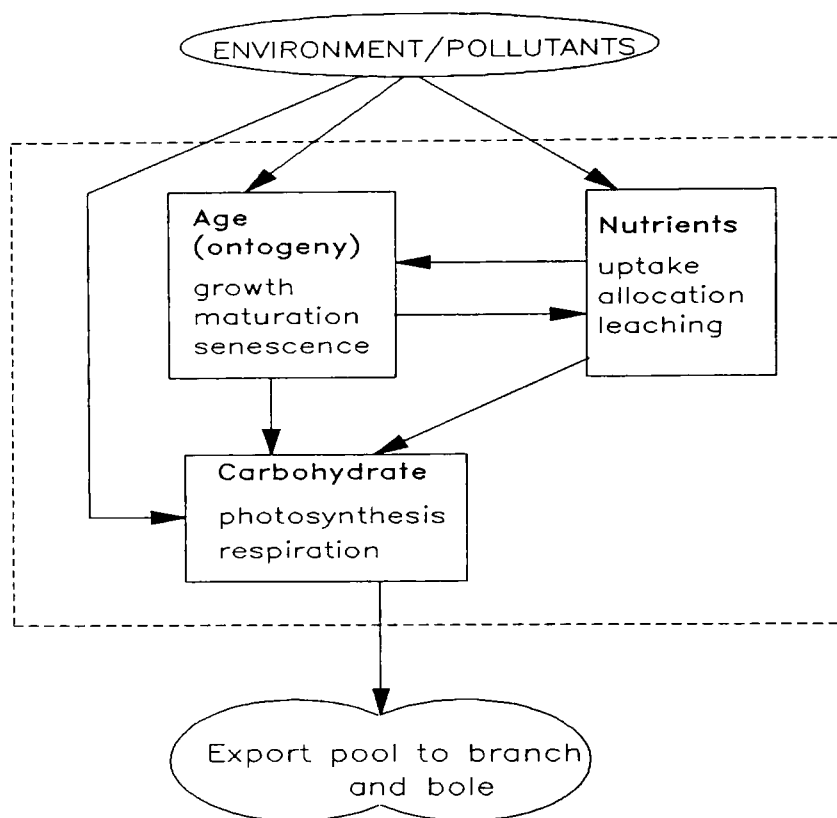 ENVIRONMENT/POLLUTANTS
Age
(ontogeny)
growth
maturation
senescence
Nutrients
uptake
allocation
leaching
Carbohydrate
photosynthesis
respiration
Export pool to branch
and bole